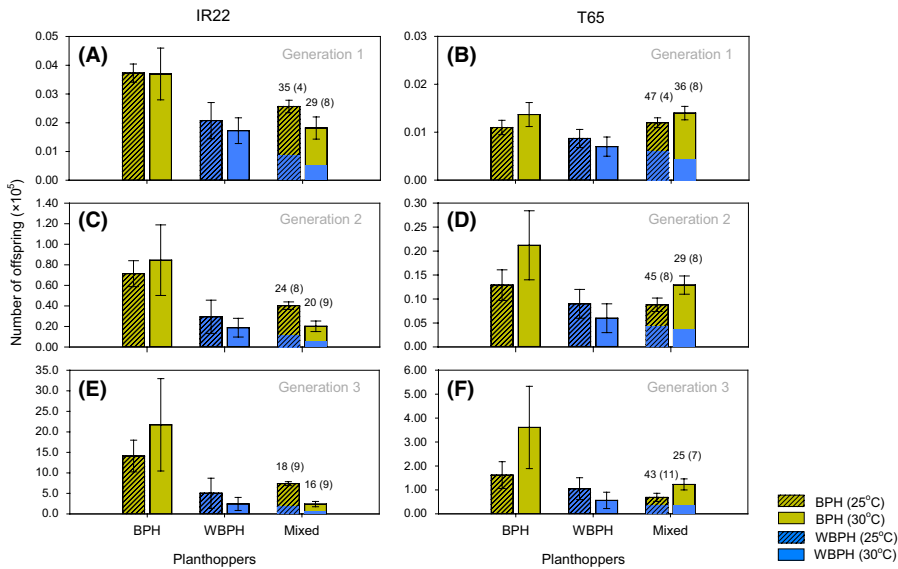 IR22
T65
Number of offspring (×10⁵)
(A)
Generation 1
0.05
0.04
0.03
0.02
0.01
0.00
35 (4)
29 (8)
(B)
Generation 1
0.03
0.02
0.01
0.00
47 (4)
36 (8)
(C)
Generation 2
1.40
1.20
1.00
0.80
0.60
0.40
0.20
0.00
24 (8)
20 (9)
(D)
Generation 2
0.30
0.25
0.20
0.15
0.10
0.05
0.00
45 (8)
29 (8)
(E)
Generation 3
35.0
30.0
25.0
20.0
15.0
10.0
5.0
0.00
18 (9)
16 (9)
BPH WBPH Mixed
Planthoppers
(F)
Generation 3
6.00
5.00
4.00
3.00
2.00
1.00
0.00
43 (11)
25 (7)
BPH WBPH Mixed
Planthoppers
BPH (25°C)
BPH (30°C)
WBPH (25°C)
WBPH (30°C)